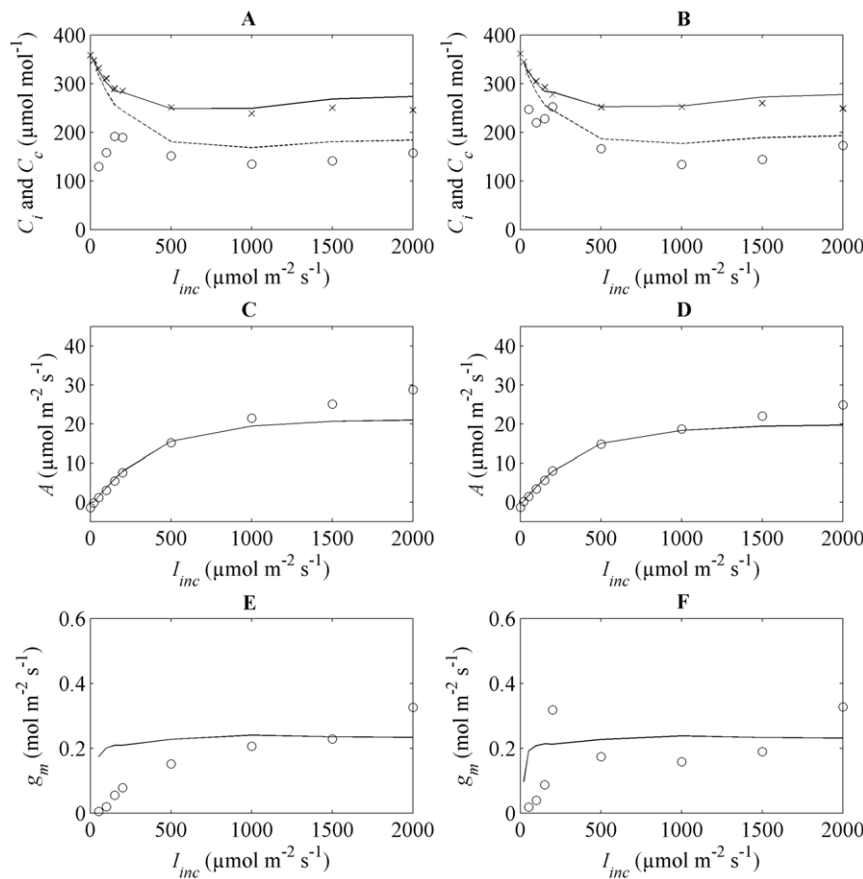 A
B
400
300
200
100
0
C_i and C_c (µmol mol⁻¹)
0 500 1000 1500 2000
I_inc (µmol m⁻² s⁻¹)
400
300
200
100
0
C_i and C_c (µmol mol⁻¹)
0 500 1000 1500 2000
I_inc (µmol m⁻² s⁻¹)
C
D
40
30
20
10
0
A (µmol m⁻² s⁻¹)
0 500 1000 1500 2000
I_inc (µmol m⁻² s⁻¹)
40
30
20
10
0
A (µmol m⁻² s⁻¹)
0 500 1000 1500 2000
I_inc (µmol m⁻² s⁻¹)
E
F
0.6
0.4
0.2
0
g_m (mol m⁻² s⁻¹)
0 500 1000 1500 2000
I_inc (µmol m⁻² s⁻¹)
0.6
0.4
0.2
0
g_m (mol m⁻² s⁻¹)
0 500 1000 1500 2000
I_inc (µmol m⁻² s⁻¹)